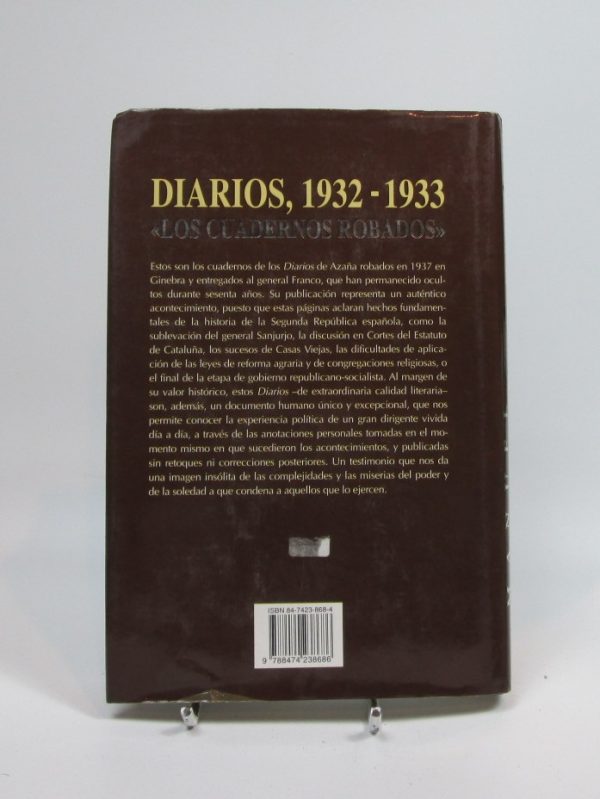 DIARIOS, 1932 - 1933
«LOS CUADERNOS ROBADOS»
Estos son los cuadernos de los Diarios de Azaña robados en 1937 en
Ginebra y entregados al general Franco, que han permanecido ocul-
tos durante sesenta años. Su publicación representa un auténtico
acontecimiento, puesto que estas páginas aclaran hechos fundamen-
tales de la historia de la Segunda República española, como la
sublevación del general Sanjurjo, la discusión en Cortes del Estatuto
de Cataluña, los sucesos de Casas Viejas, las dificultades de aplica-
ción de las leyes de reforma agraria y de congregaciones religiosas, o
el final de la etapa de gobierno republicano-socialista. Al margen de
su valor histórico, estos Diarios –de extraordinaria calidad literaria–
son, además, un documento humano único y excepcional, que nos
permite conocer la experiencia política de un gran dirigente vivida
día a día, a través de las anotaciones personales tomadas en el mo-
mento mismo en que sucedieron los acontecimientos, y publicadas
sin retoques ni correcciones posteriores. Un testimonio que nos da
una imagen insólita de las complejidades y las miserias del poder y
de la soledad a que condena a aquellos que lo ejercen.
ISBN 84-7423-868-4
9 788474 238686